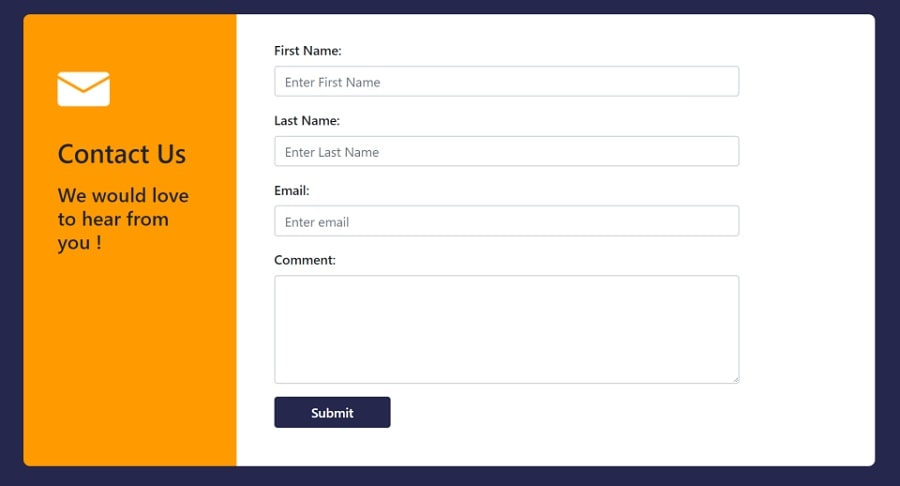 Contact Us
We would love
to hear from
you !
First Name:
Enter First Name
Last Name:
Enter Last Name
Email:
Enter email
Comment:
Submit